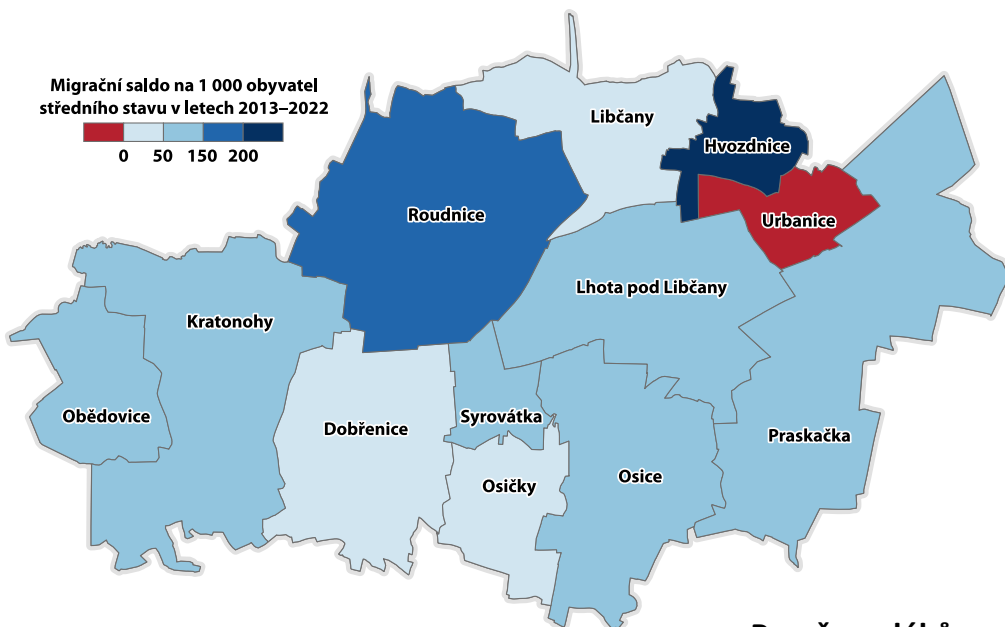 Migrační saldo na 1 000 obyvatel
středního stavu v letech 2013–2022
0 50 150 200
Libčany
Hvozdnice
Roudnice
Urbanice
Lhota pod Libčany
Kratonohy
Obědovice
Dobřenice
Syrovátka
Praskačka
Osičky
Osice